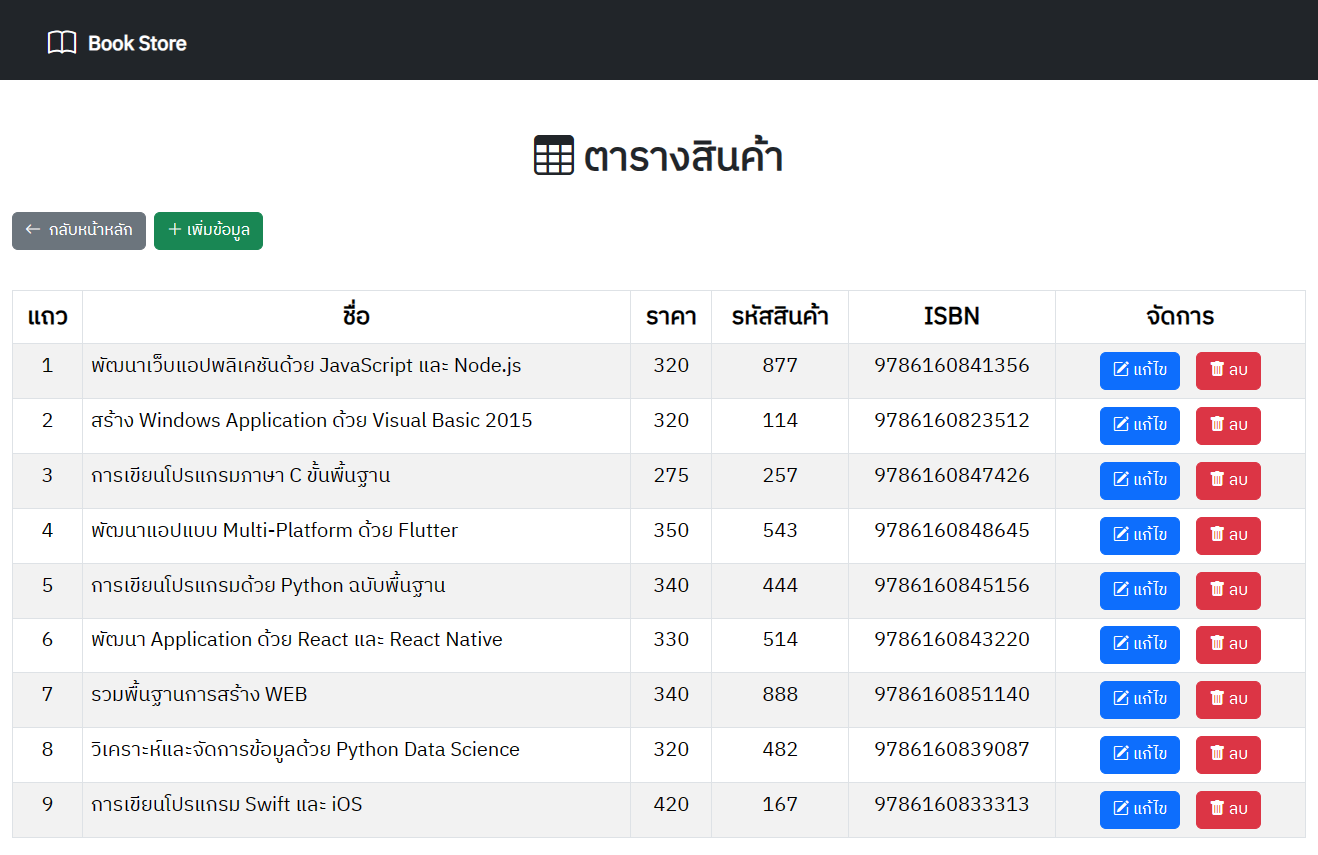 Book Store
ตารางสินค้า
กลับหน้าหลัก เพิ่มข้อมูล
แถว ชื่อ ราคา รหัสสินค้า ISBN จัดการ
1 พัฒนาเว็บแอปพลิเคชันด้วย JavaScript และ Node.js 320 877 9786160841356 แก้ไข ลบ
2 สร้าง Windows Application ด้วย Visual Basic 2015 320 114 9786160823512 แก้ไข ลบ
3 การเขียนโปรแกรมภาษา C ขั้นพื้นฐาน 275 257 9786160847426 แก้ไข ลบ
4 พัฒนาแอปแบบ Multi-Platform ด้วย Flutter 350 543 9786160848645 แก้ไข ลบ
5 การเขียนโปรแกรมด้วย Python ฉบับพื้นฐาน 340 444 9786160845156 แก้ไข ลบ
6 พัฒนา Application ด้วย React และ React Native 330 514 9786160843220 แก้ไข ลบ
7 รวมพื้นฐานการสร้าง WEB 340 888 9786160851140 แก้ไข ลบ
8 วิเคราะห์และจัดการข้อมูลด้วย Python Data Science 320 482 9786160839087 แก้ไข ลบ
9 การเขียนโปรแกรม Swift และ iOS 420 167 9786160833313 แก้ไข ลบ